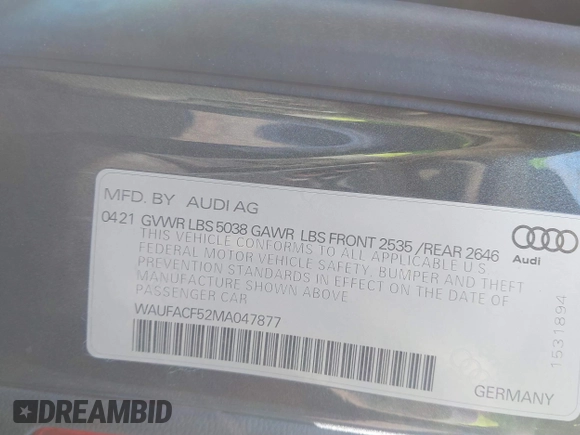 MFD. BY AUDI AG
0421 GVWR LBS 5038 GAWR LBS FRONT 2535 /REAR 2646
THIS VEHICLE CONFORMS TO ALL APPLICABLE U S
FEDERAL MOTOR VEHICLE SAFETY. BUMPER AND THEFT
PREVENTION STANDARDS IN EFFECT ON THE DATE OF
MANUFACTURE SHOWN ABOVE
PASSENGER CAR
WAUFACF52MA047877
Audi
1531894
GERMANY
DREAMBID